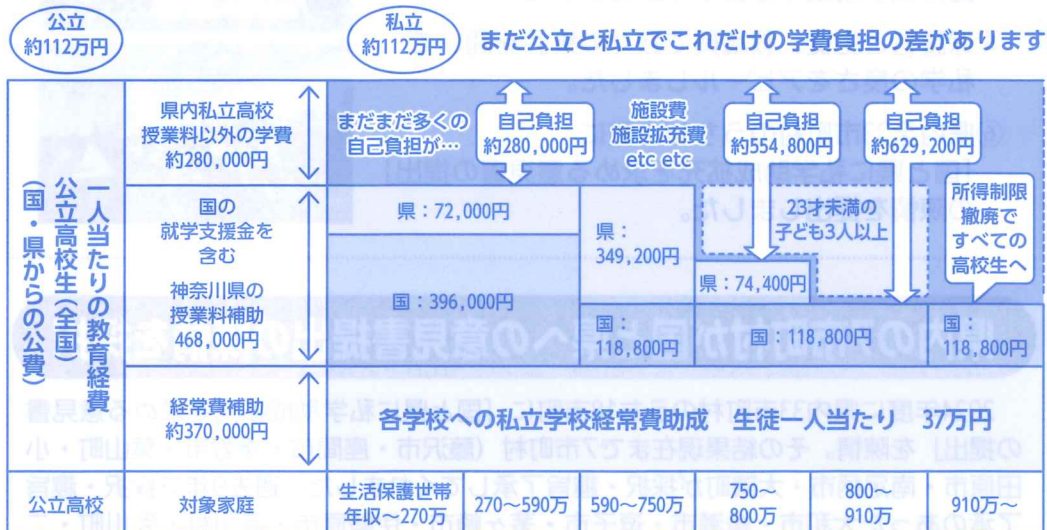 公立
約112万円
私立
約112万円
まだ公立と私立でこれだけの学費負担の差があります
一人当たりの教育経費
公立高校生(全国)
(国・県からの公費)
県内私立高校
授業料以外の学費
約280,000円
国の
就学支援金を
含む
神奈川県の
授業料補助
468,000円
経常費補助
約370,000円
まだまだ多くの
自己負担が…
自己負担
約280,000円
施設費
施設拡充費
etc etc
自己負担
約554,800円
自己負担
約629,200円
県:72,000円
国:396,000円
県:
349,200円
国:
118,800円
23才未満の
子ども3人以上
県:74,400円
国:118,800円
所得制限
撤廃で
すべての
高校生へ
国:
118,800円
各学校への私立学校経常費助成 生徒一人当たり 37万円
公立高校
対象家庭
生活保護世帯
年収~270万
270~590万
590~750万
750~
800万
800~
910万
910万~